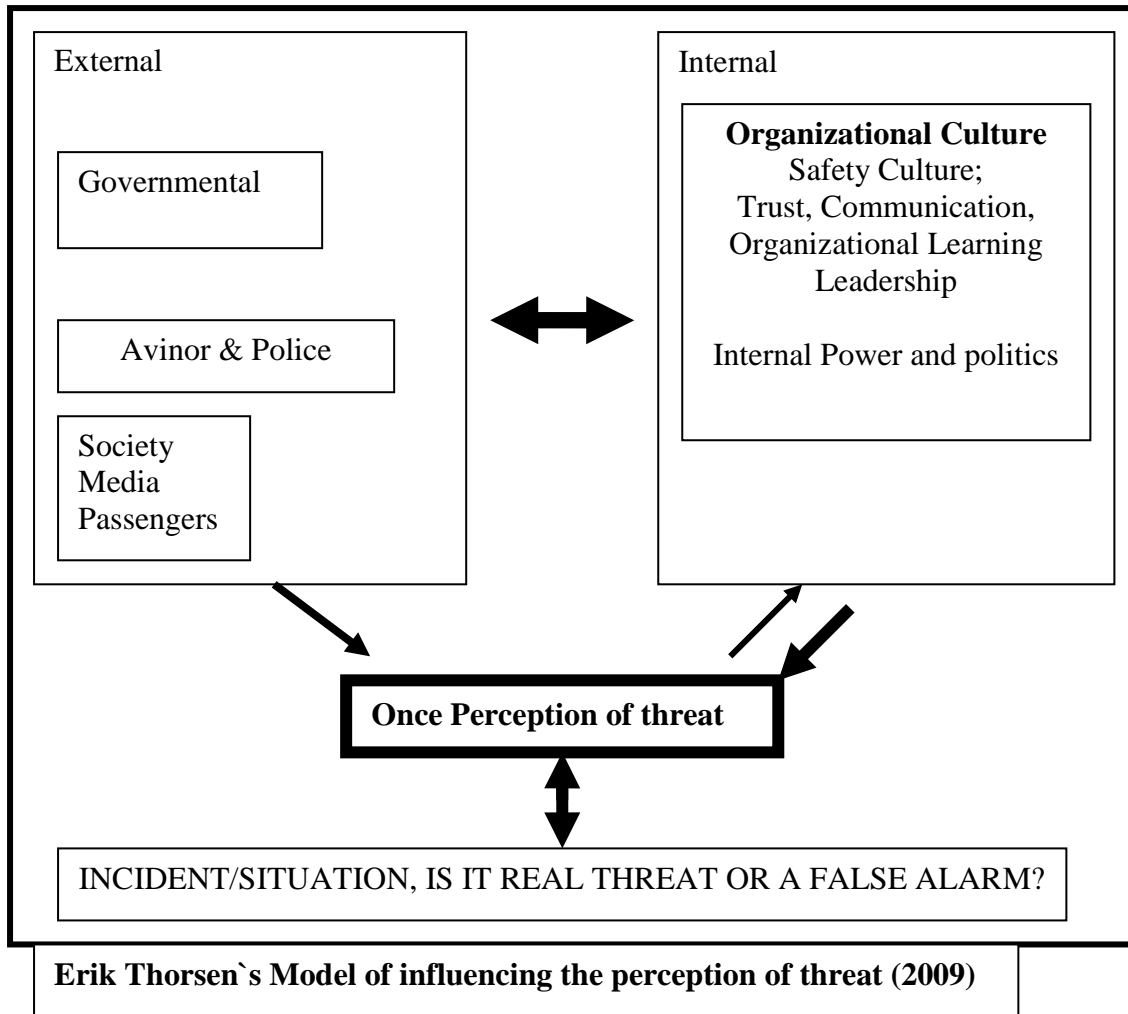 External
Governmental
Avinor & Police
Society
Media
Passengers
Internal
Organizational Culture
Safety Culture;
Trust, Communication,
Organizational Learning
Leadership
Internal Power and politics
Once Perception of threat
INCIDENT/SITUATION, IS IT REAL THREAT OR A FALSE ALARM?
Erik Thorsen`s Model of influencing the perception of threat (2009)